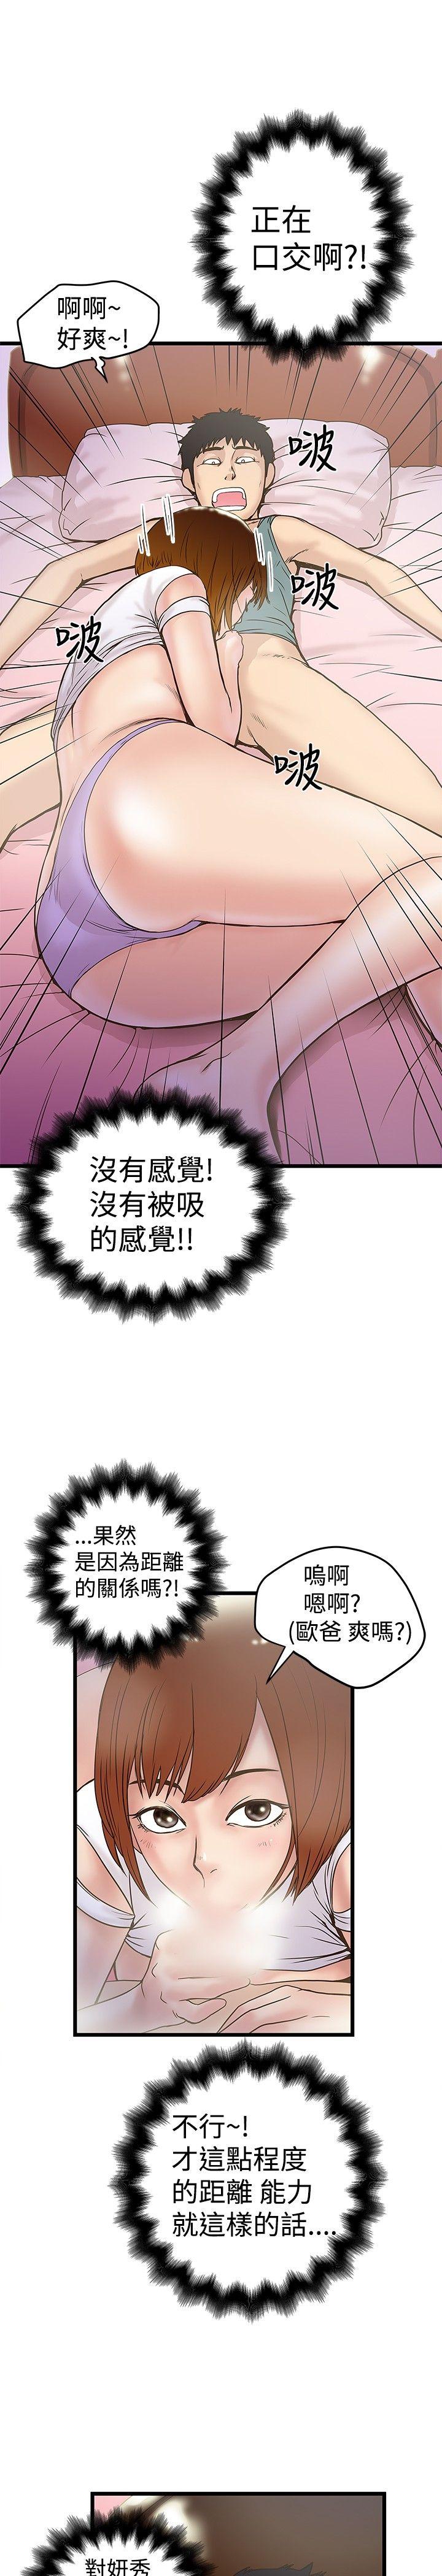 正在
口交啊?!
啊啊~
好爽~!
啵
啵
啵
啵
沒有感覺!
沒有被吸
的感覺!!
...果然
是因為距離
的關係嗎?!
嗚啊
嗯啊?
(歐爸 爽嗎?)
不行~!
才這點程度
的距離 能力
就這樣的話....
對妍秀